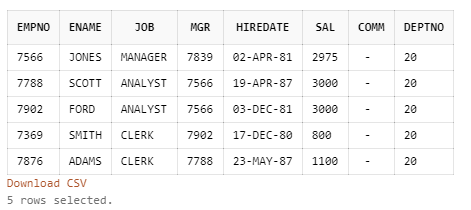 EMPNO ENAME JOB MGR HIREDATE SAL COMM DEPTNO
7566 JONES MANAGER 7839 02-APR-81 2975 - 20
7788 SCOTT ANALYST 7566 19-APR-87 3000 - 20
7902 FORD ANALYST 7566 03-DEC-81 3000 - 20
7369 SMITH CLERK 7902 17-DEC-80 800 - 20
7876 ADAMS CLERK 7788 23-MAY-87 1100 - 20
Download CSV
5 rows selected.